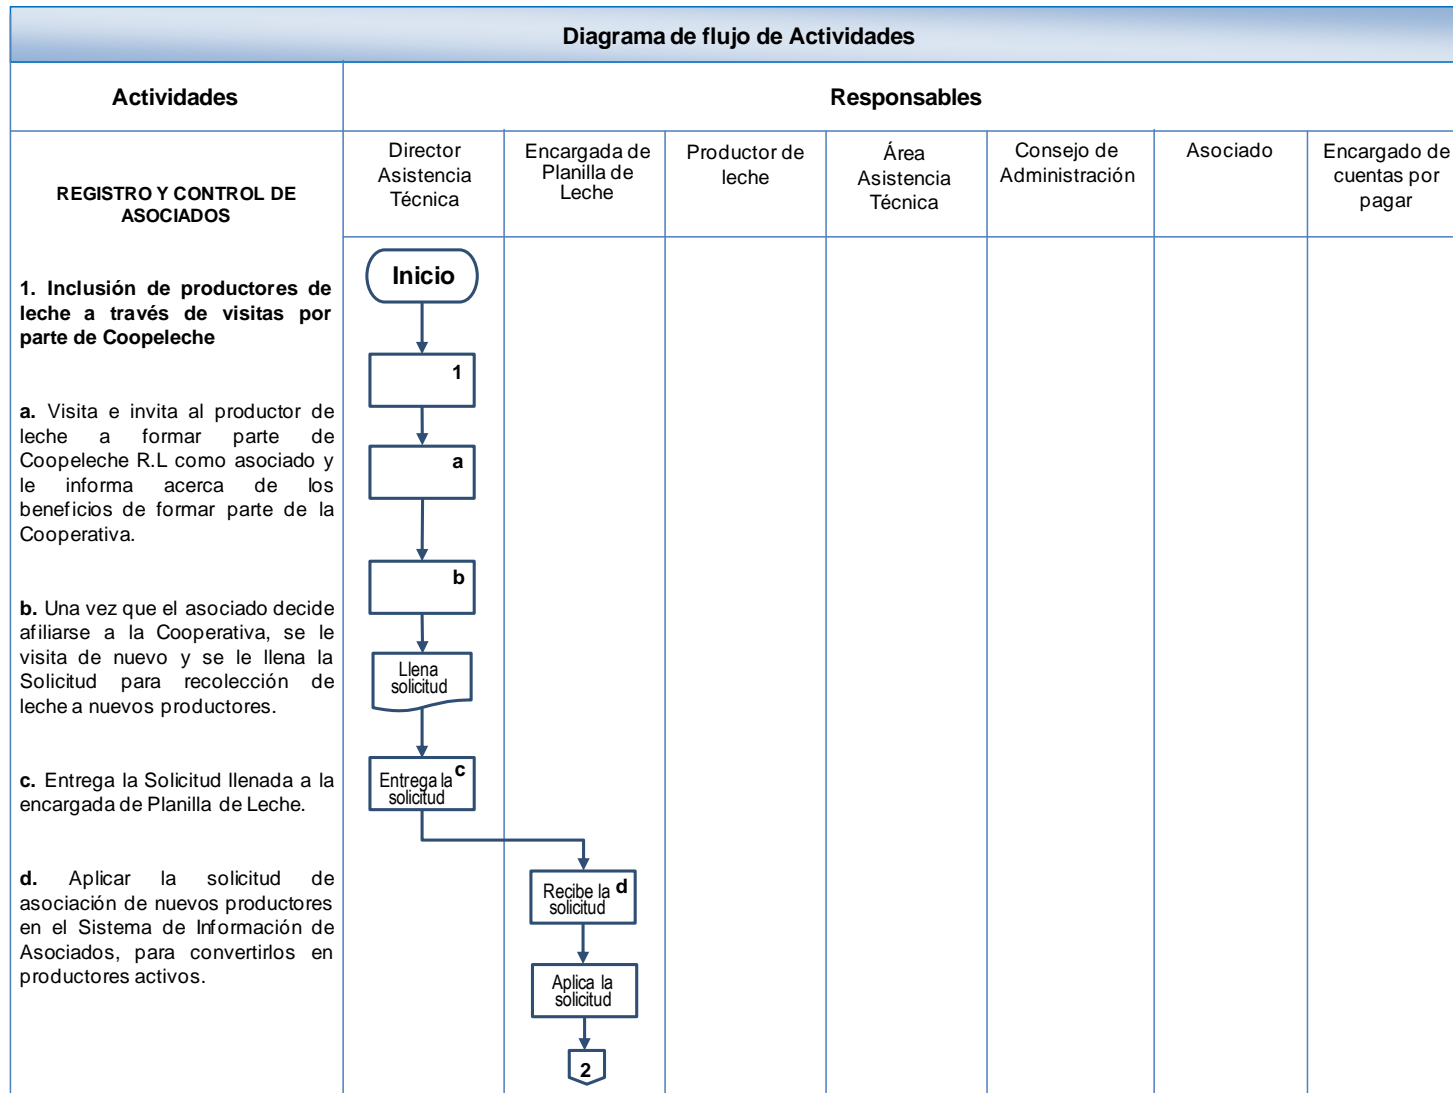 Diagrama de flujo de Actividades
Actividades
Responsables
REGISTRO Y CONTROL DE
ASOCIADOS
Director
Asistencia
Técnica
Encargada de
Planilla de
Leche
Productor de
leche
Área
Asistencia
Técnica
Consejo de
Administración
Asociado
Encargado de
cuentas por
pagar
1. Inclusión de productores de
leche a través de visitas por
parte de Coopeleche
a. Visita e invita al productor de
leche a formar parte de
Coopeleche R.L como asociado y
le informa acerca de los
beneficios de formar parte de la
Cooperativa.
b. Una vez que el asociado decide
afiliarse a la Cooperativa, se le
visita de nuevo y se le llena la
Solicitud para recolección de
leche a nuevos productores.
c. Entrega la Solicitud llenada a la
encargada de Planilla de Leche.
d. Aplicar la solicitud de
asociación de nuevos productores
en el Sistema de Información de
Asociados, para convertirlos en
productores activos.
Inicio
1
a
b
Llena
solicitud
Entrega la c
solicitud
Recibe la d
solicitud
Aplica la
solicitud
2